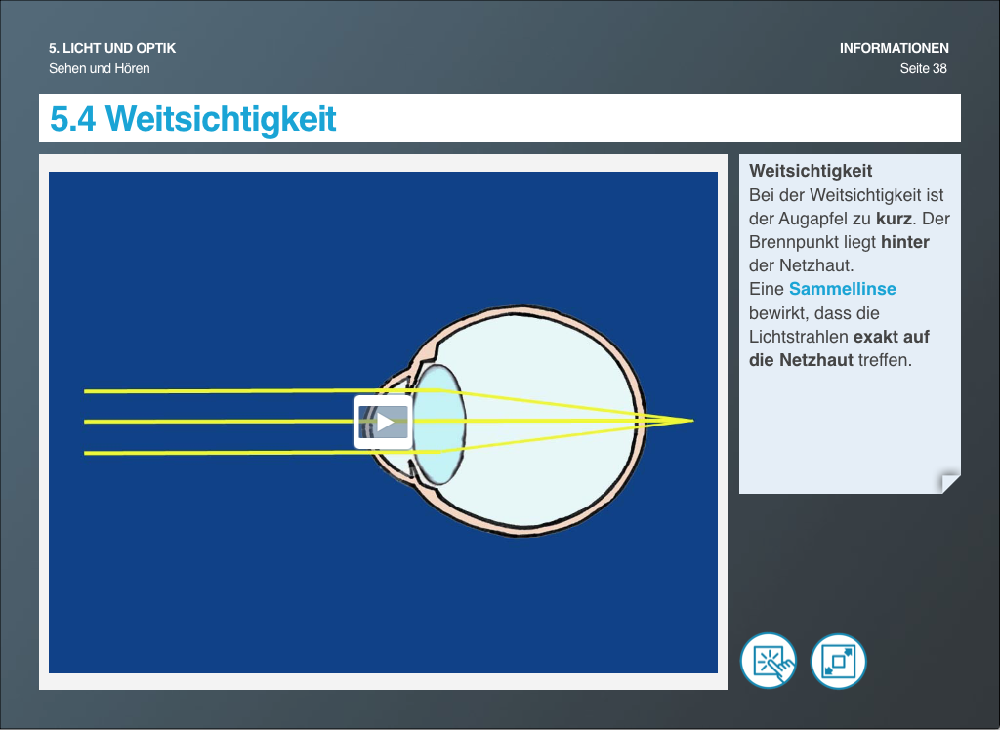 5. LICHT UND OPTIK
Sehen und Hören
INFORMATIONEN
Seite 38
5.4 Weitsichtigkeit
Weitsichtigkeit
Bei der Weitsichtigkeit ist
der Augapfel zu kurz. Der
Brennpunkt liegt hinter
der Netzhaut.
Eine Sammellinse
bewirkt, dass die
Lichtstrahlen exakt auf
die Netzhaut treffen.